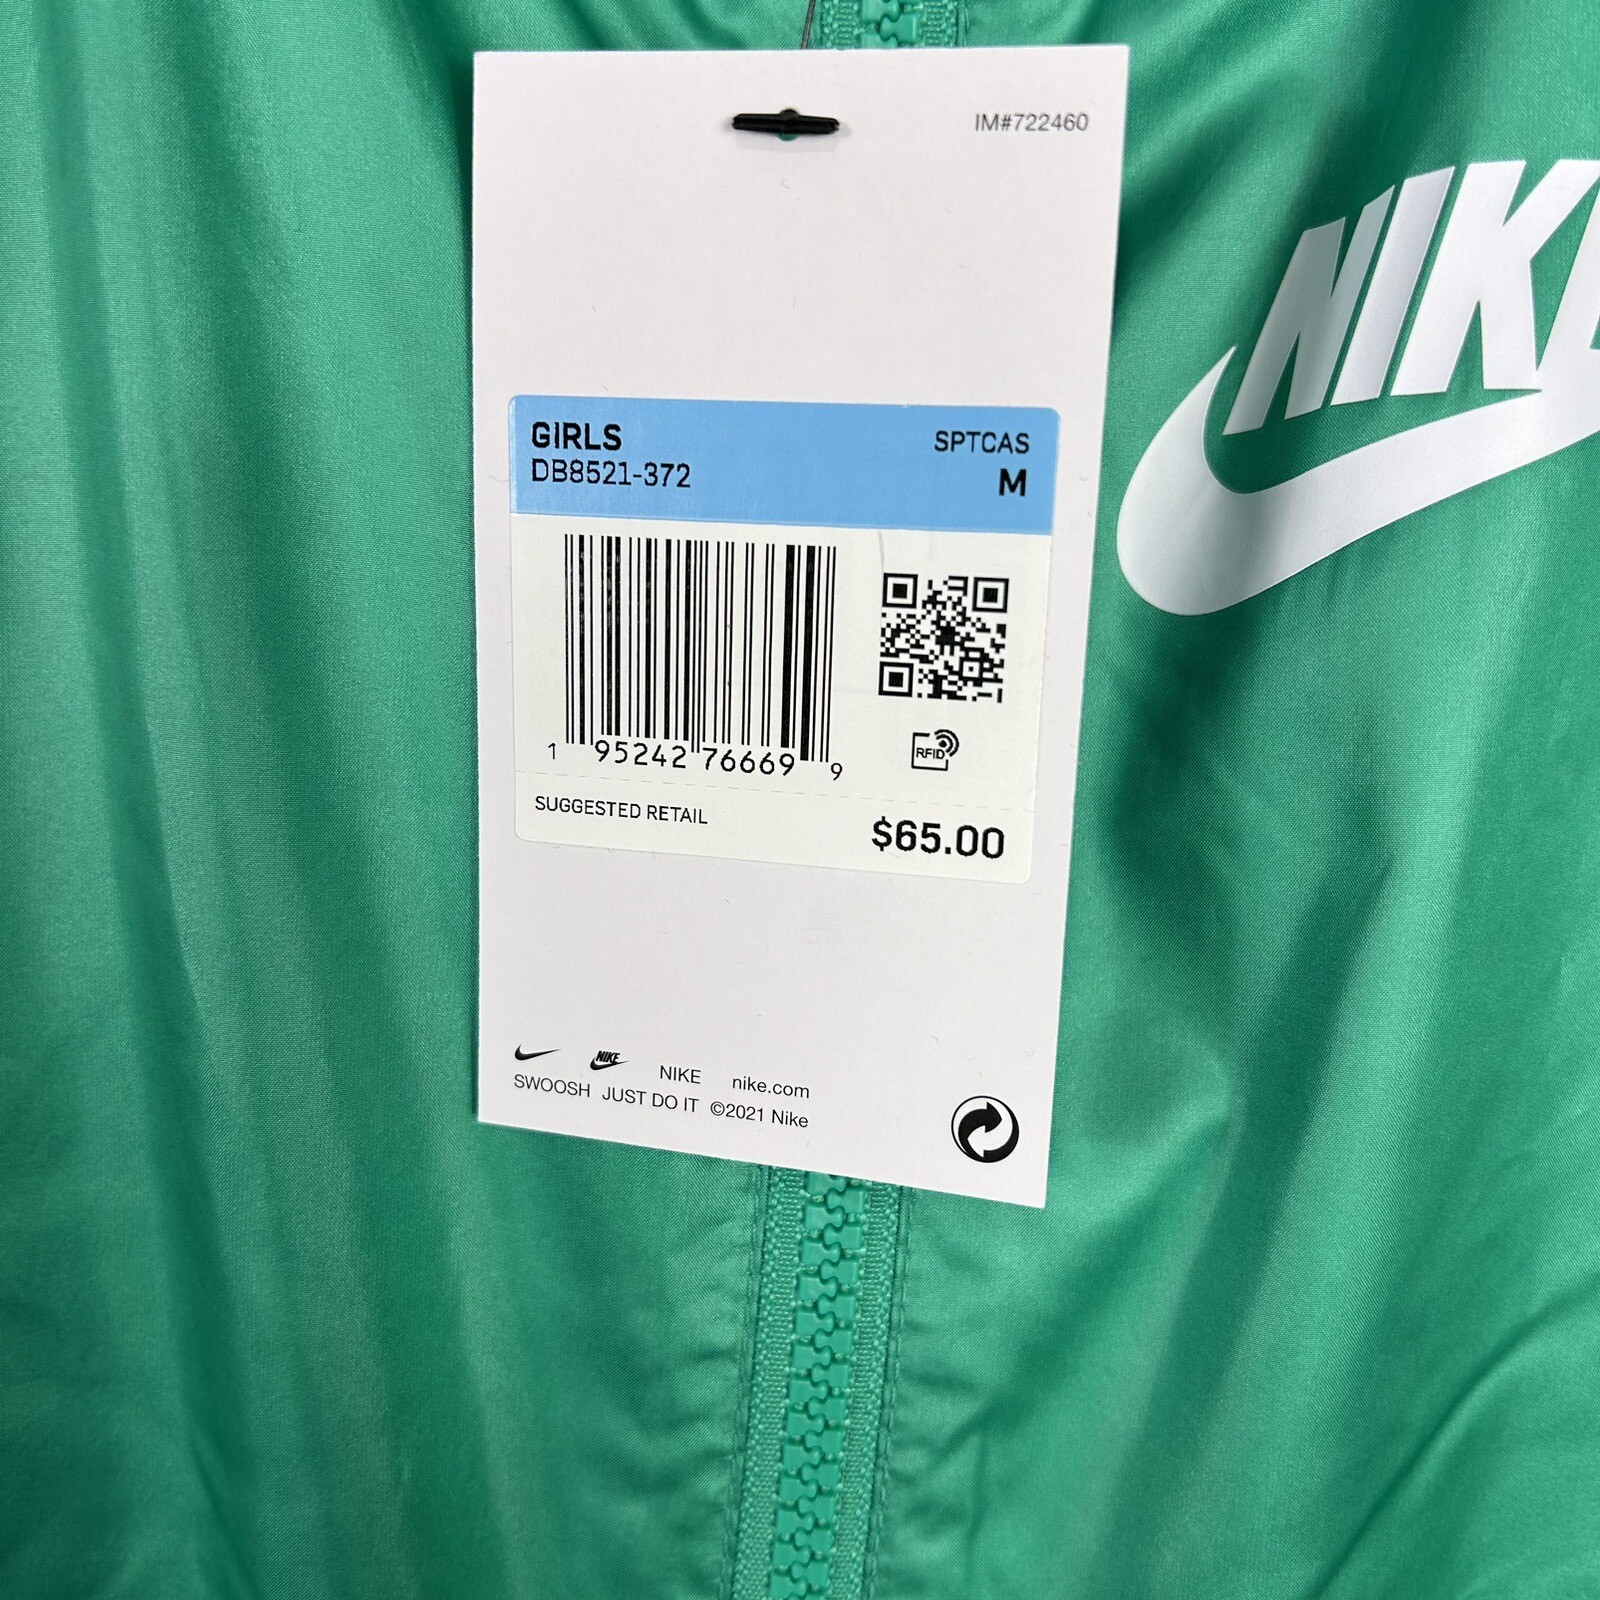 IM#722460
NIKE
GIRLS
SPTCAS
DB8521-372
M
1 95242 76669 9
RFID
SUGGESTED RETAIL
$65.00
NIKE
NIKE nike.com
SWOOSH JUST DO IT ©2021 Nike